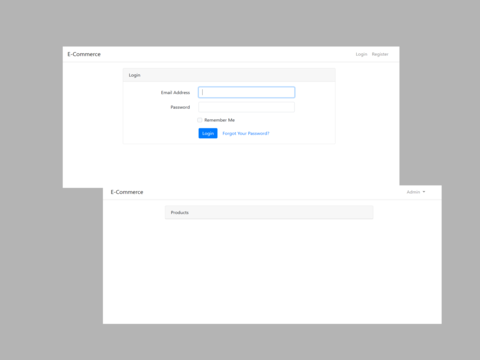 E-Commerce
Login Register
Login
Email Address
Password
Remember Me
Login Forgot Your Password?
E-Commerce
Admin
Products